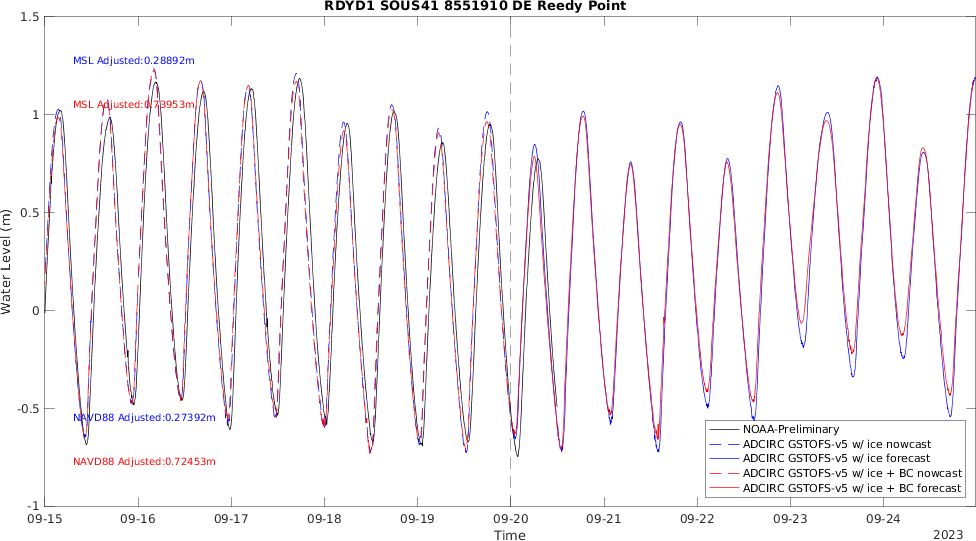 RDYD1 SOUS41 8551910 DE Reedy Point
1.5
MSL Adjusted:0.28892m
MSL Adjusted:0.73953m
1
0.5
Water Level (m)
0
-0.5
NAVD88 Adjusted:0.27392m
NAVD88 Adjusted:0.72453m
-1
NOAA-Preliminary
ADCIRC GSTOFS-v5 w/ ice nowcast
ADCIRC GSTOFS-v5 w/ ice forecast
ADCIRC GSTOFS-v5 w/ ice + BC nowcast
ADCIRC GSTOFS-v5 w/ ice + BC forecast
09-15 09-16 09-17 09-18 09-19 09-20 09-21 09-22 09-23 09-24
Time
2023